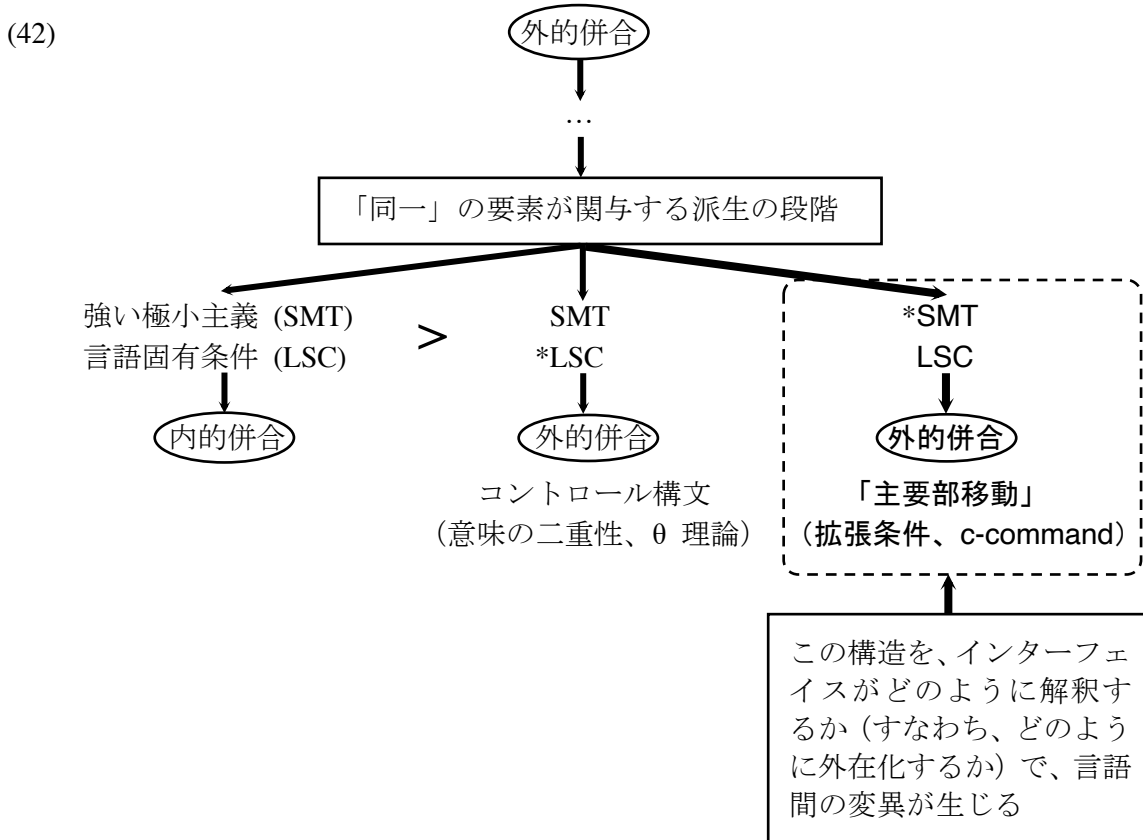 (42)
外的併合
…
「同一」の要素が関与する派生の段階
強い極小主義 (SMT)
言語固有条件 (LSC)
>
SMT
*LSC
*SMT
LSC
内的併合
外的併合
外的併合
コントロール構文
(意味の二重性、θ 理論)
「主要部移動」
(拡張条件、c-command)
この構造を、インターフェ
イスがどのように解釈す
るか(すなわち、どのよう
に外在化するか)で、言語
間の変異が生じる